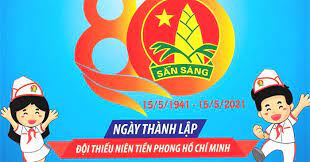 80
SẴN SÀNG
15/5/1941 - 15/5/2021
NGÀY THÀNH LẬP
ĐỘI THIẾU NIÊN TIỀN PHONG HỒ CHÍ MINH